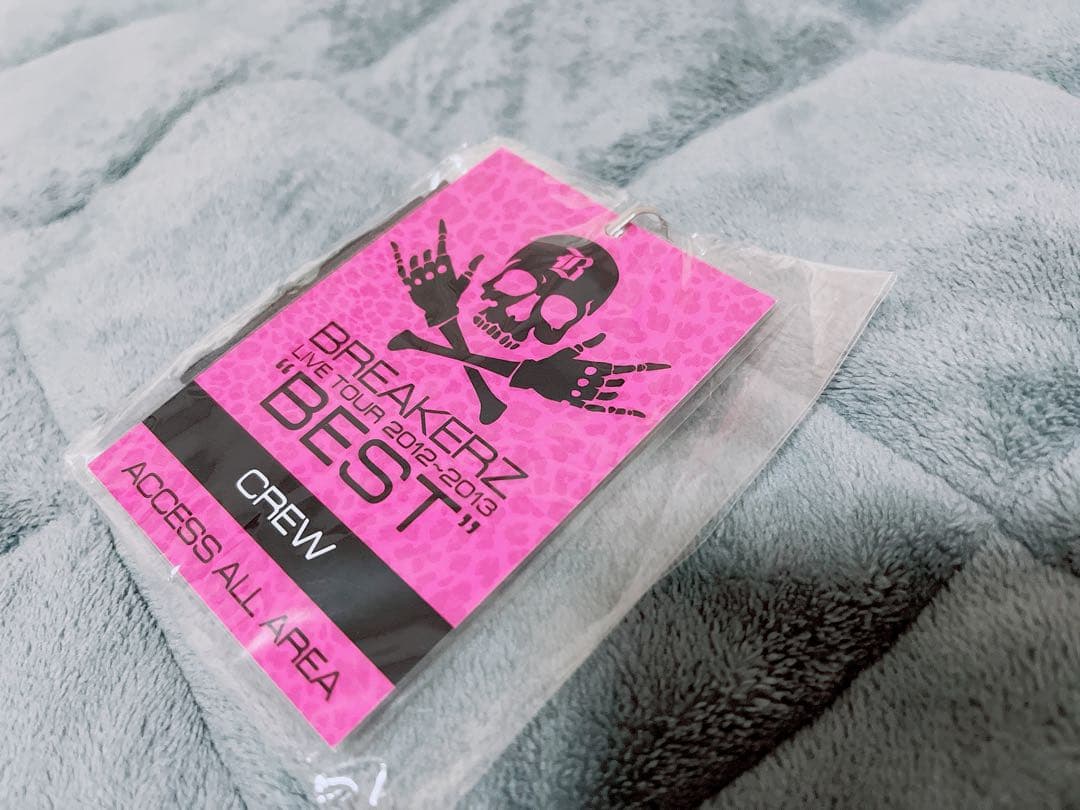 B
BREAKERZ
LIVE TOUR 2012~2013
"BEST"
CREW
ACCESS ALL AREA